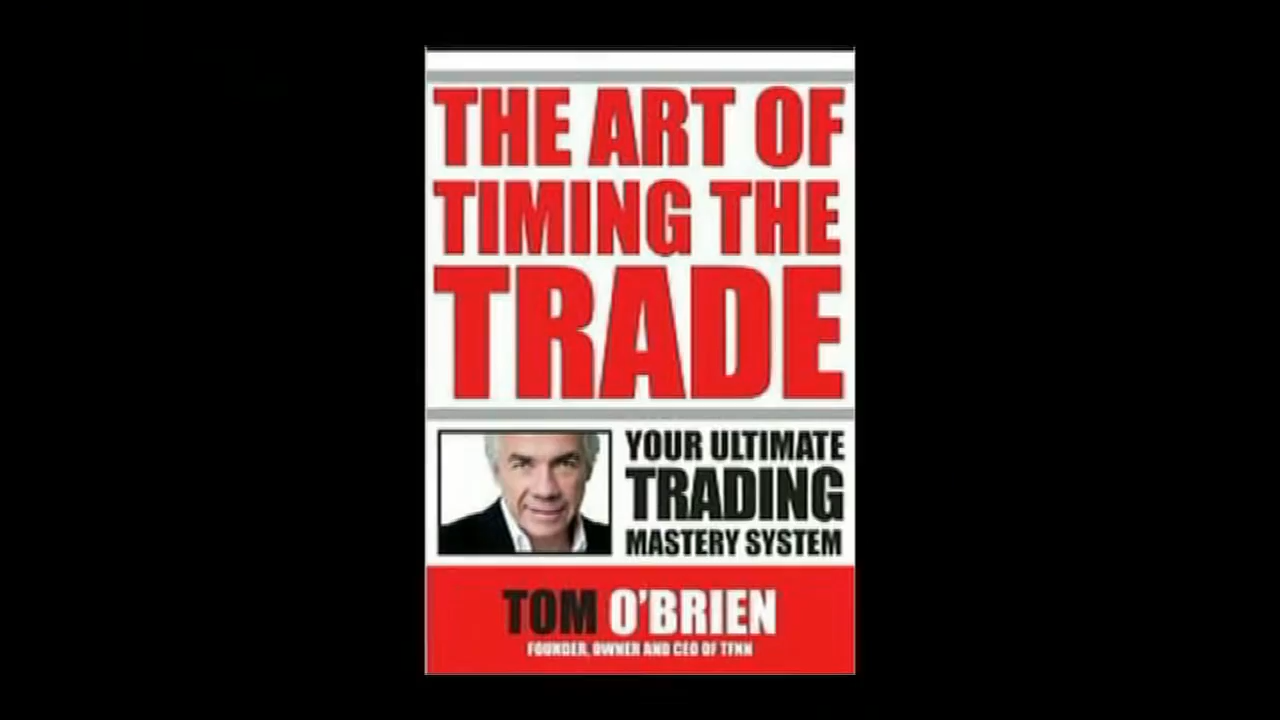 THE ART OF
TIMING THE
TRADE
YOUR ULTIMATE
TRADING
MASTERY SYSTEM
TOM O'BRIEN
FOUNDER, OWNER AND CEO OF TFNN